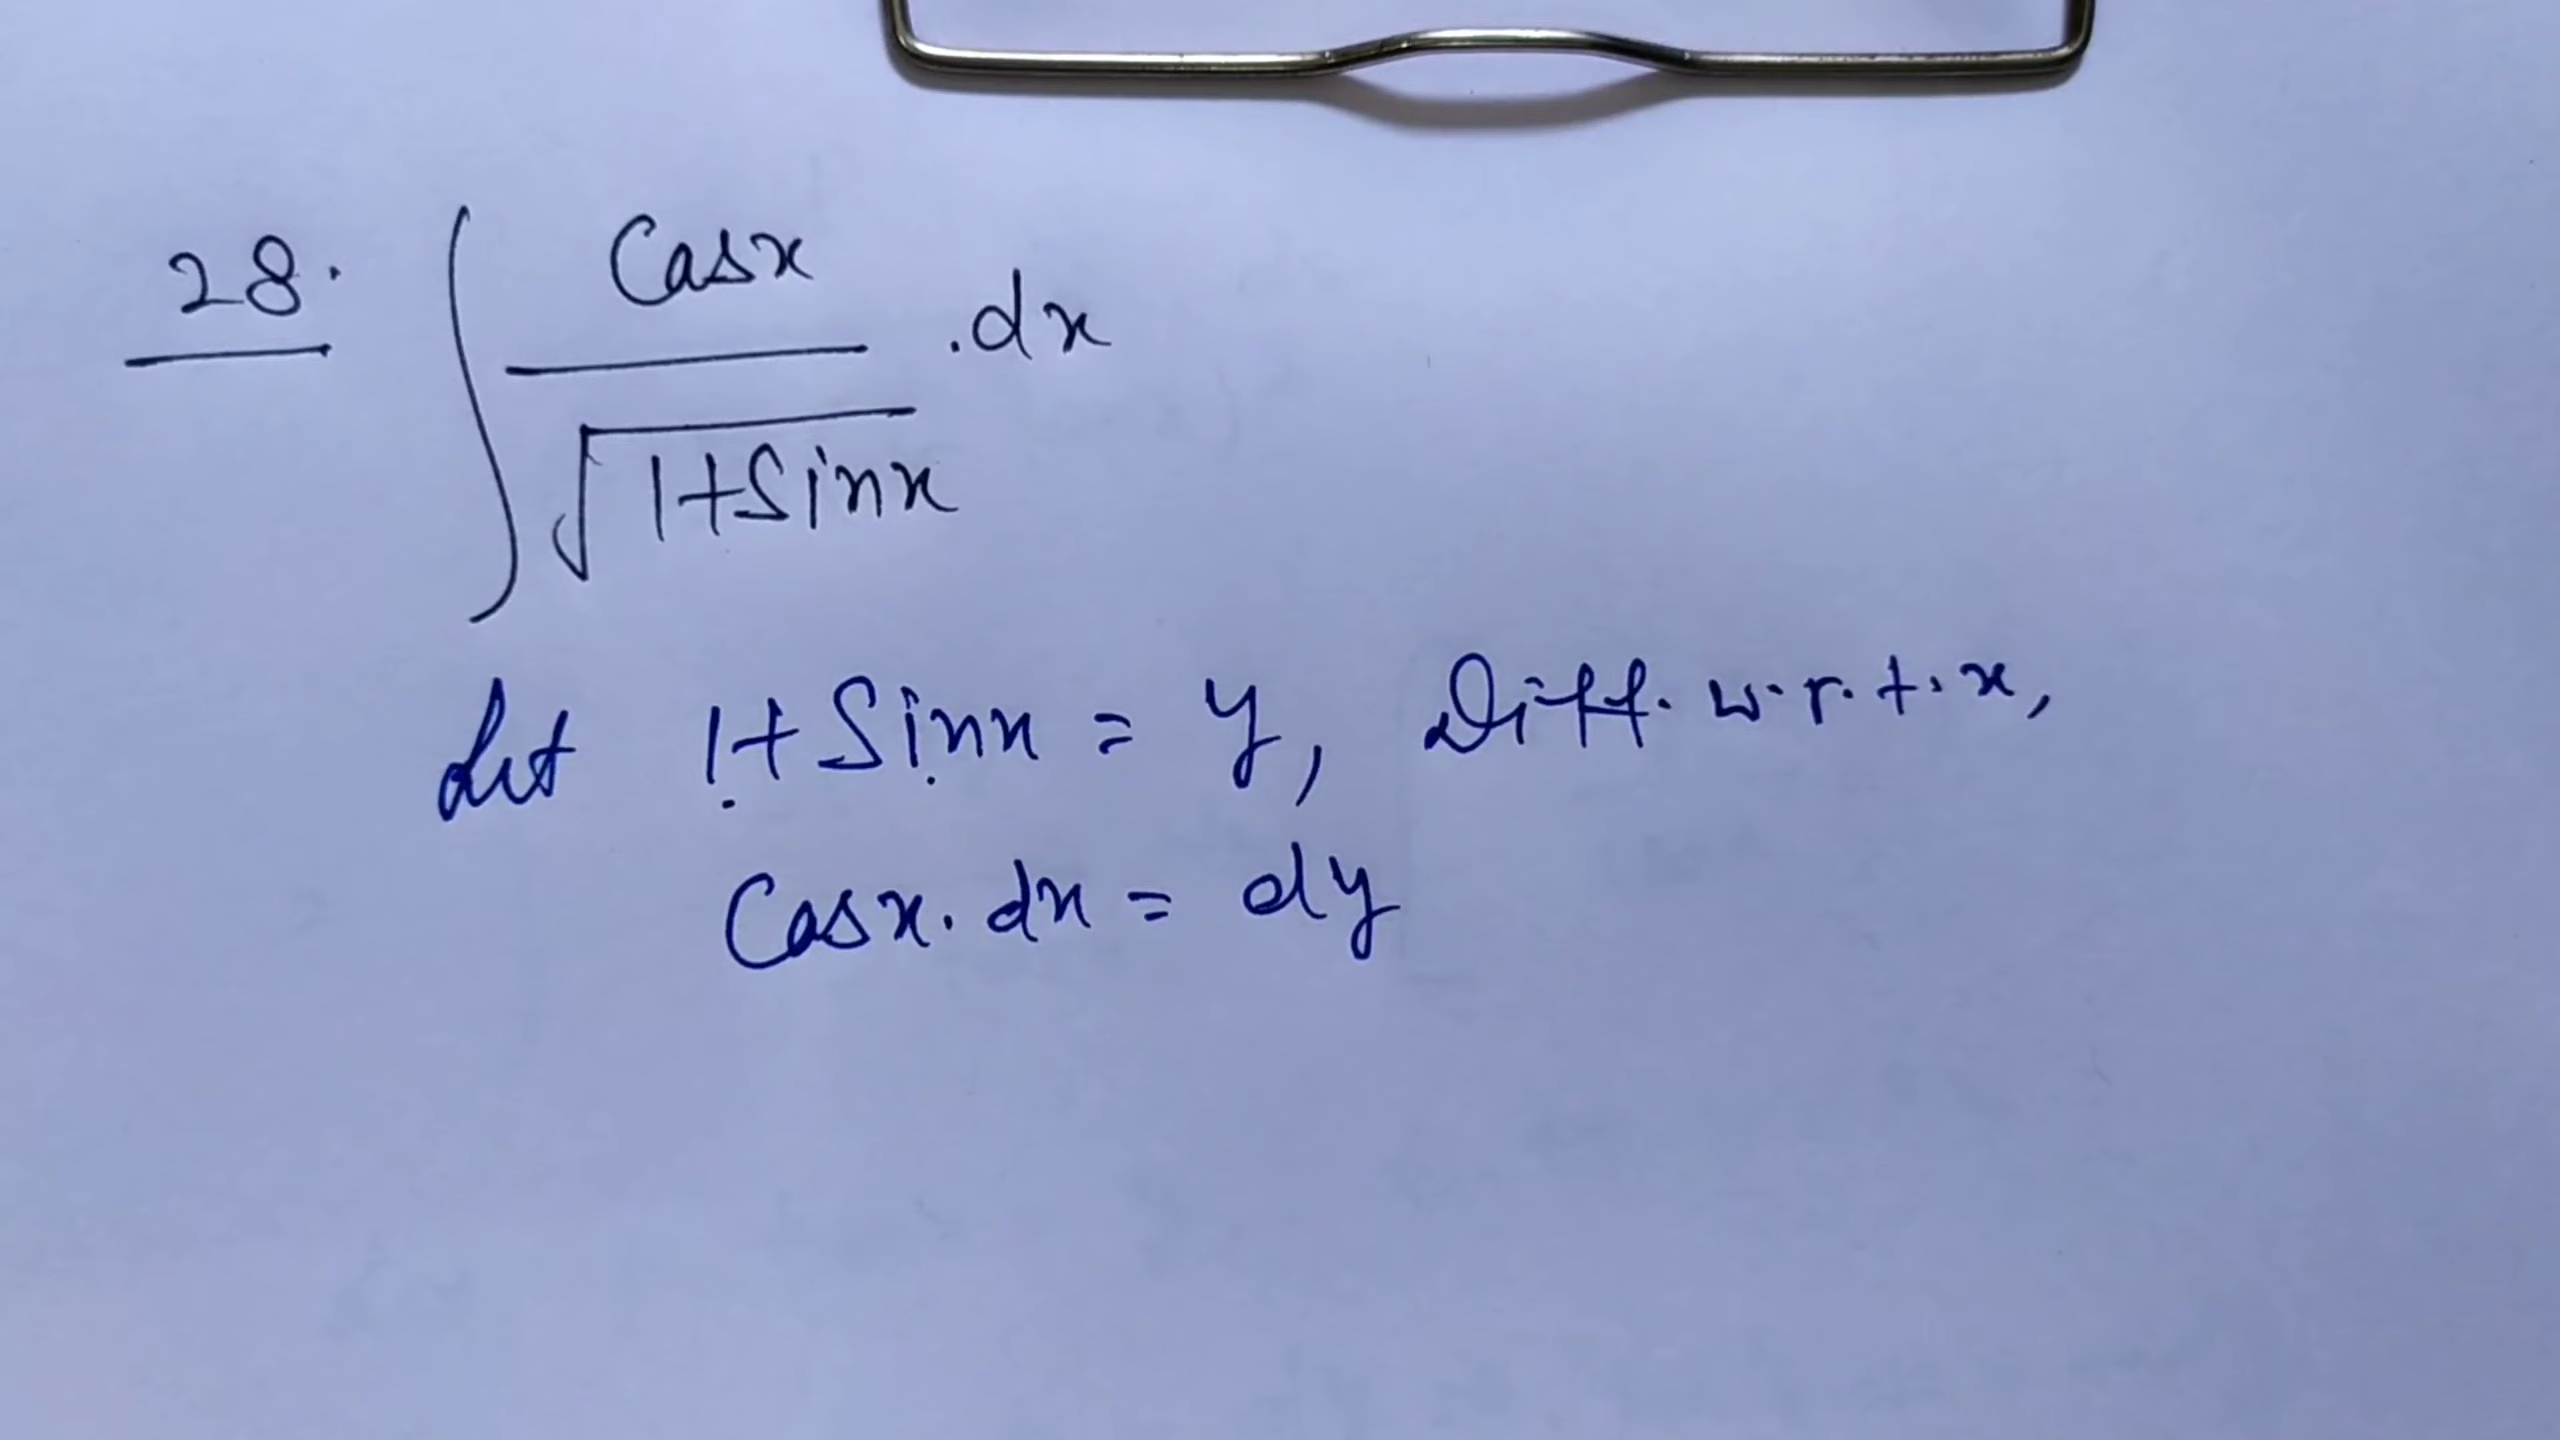 28. ∫ Cosx / √1+Sinx .dx
Let 1+Sinx = y, Diff. w.r.t.x,
Cosx.dx = dy